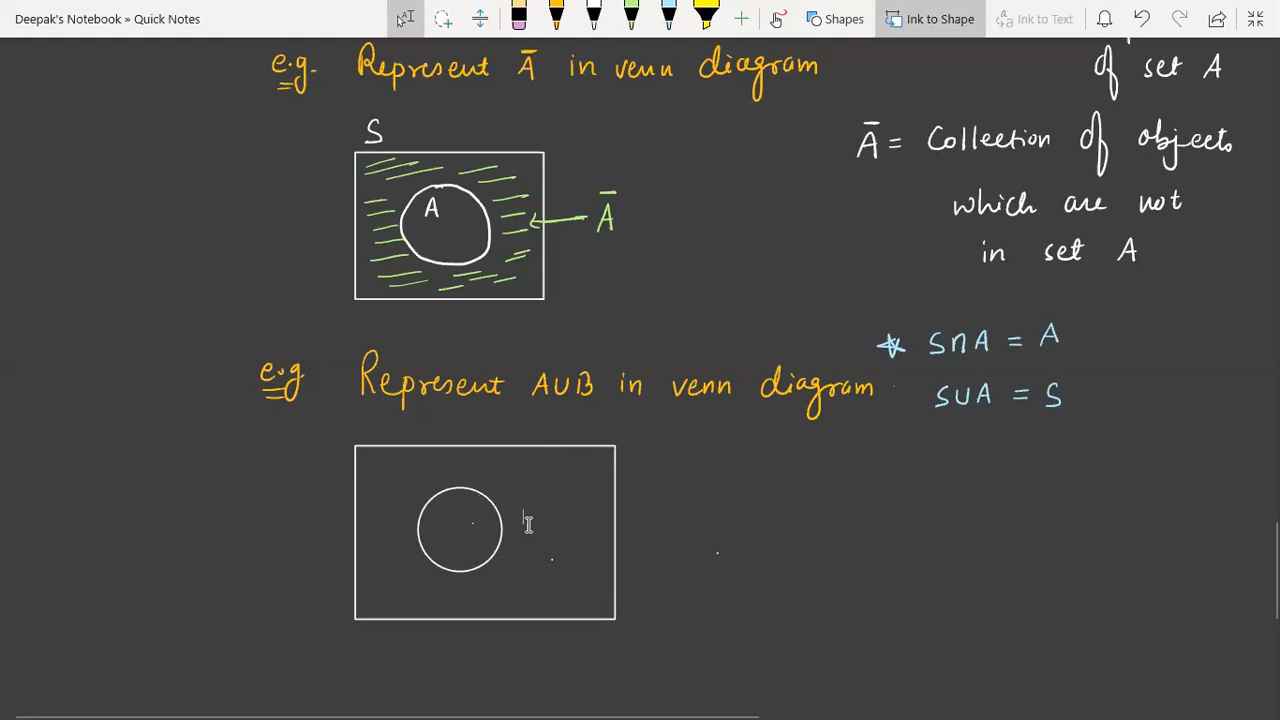 Deepak's Notebook » Quick Notes
Shapes
Ink to Shape
Ink to Text
e.g. Represent Ā in venn diagram
of set A
S
A
Ā
Ā = Collection of objects
which are not
in set A
* S∩A = A
S∪A = S
e.g Represent A∪B in venn diagram